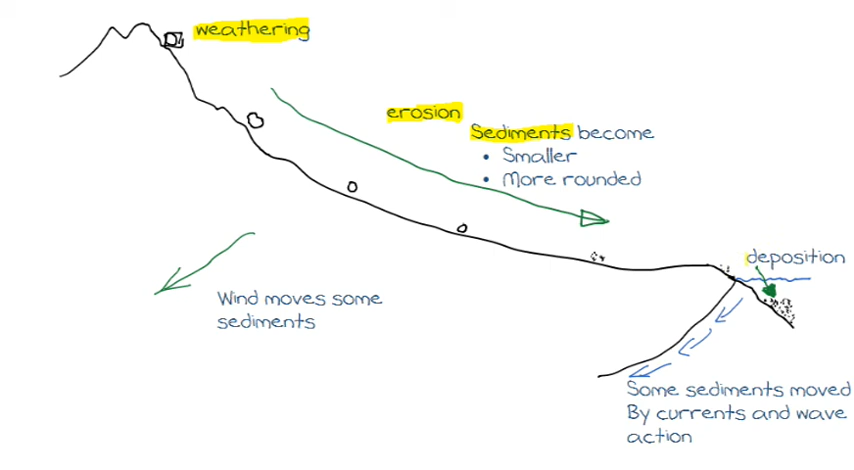 weathering
erosion
Sediments become
• Smaller
• More rounded
deposition
Wind moves some
sediments
Some sediments moved
By currents and wave
action